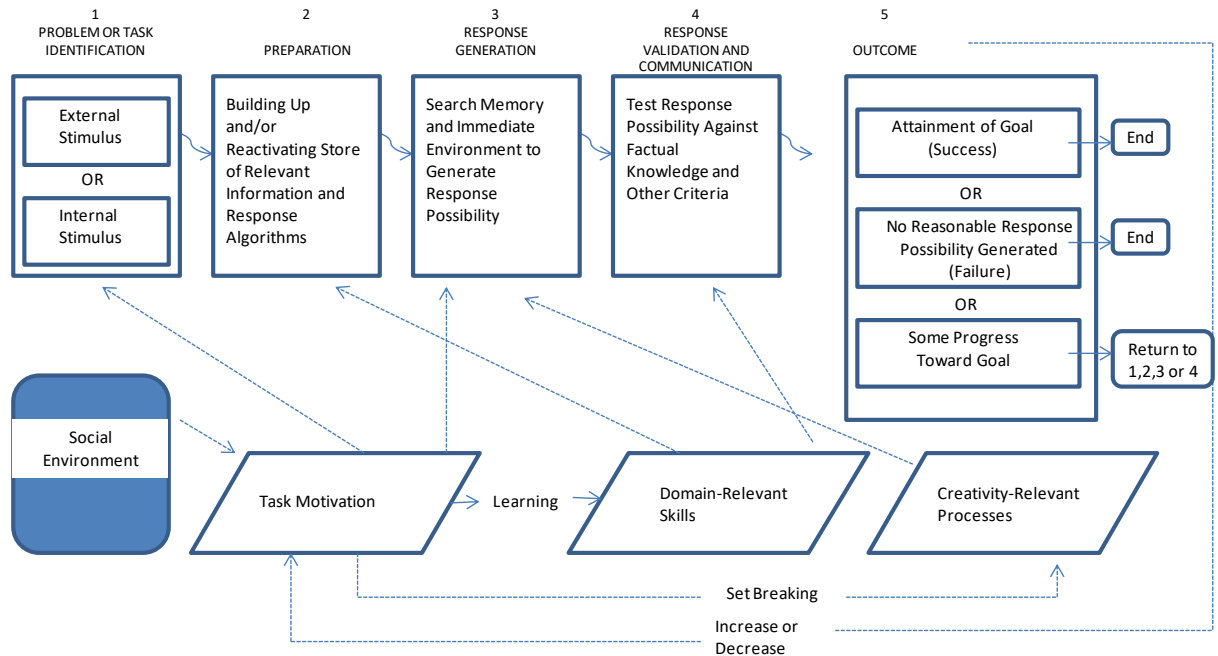 1
PROBLEM OR TASK
IDENTIFICATION
2
PREPARATION
3
RESPONSE
GENERATION
4
RESPONSE
VALIDATION AND
COMMUNICATION
5
OUTCOME
External
Stimulus
OR
Internal
Stimulus
Building Up
and/or
Reactivating Store
of Relevant
Information and
Response
Algorithms
Search Memory
and Immediate
Environment to
Generate
Response
Possibility
Test Response
Possibility Against
Factual
Knowledge and
Other Criteria
Attainment of Goal
(Success)
End
OR
No Reasonable Response
Possibility Generated
(Failure)
End
OR
Some Progress
Toward Goal
Return to
1,2,3 or 4
Social
Environment
Task Motivation
Learning
Domain-Relevant
Skills
Creativity-Relevant
Processes
Set Breaking
Increase or
Decrease